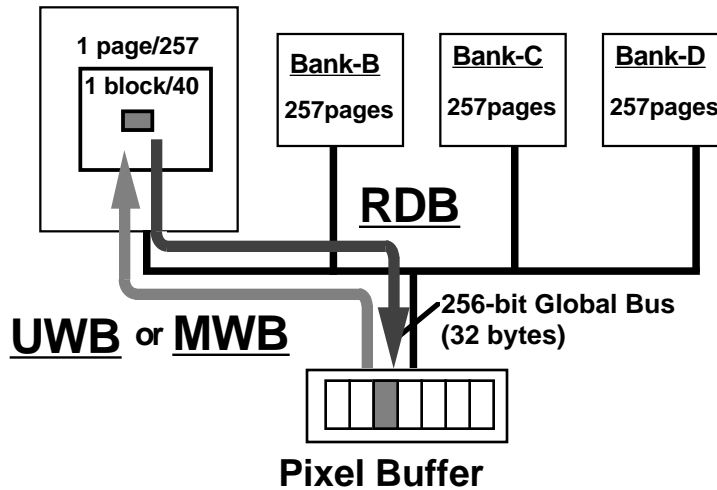 1 page/257
1 block/40
Bank-B
257pages
Bank-C
257pages
Bank-D
257pages
RDB
UWB or MWB
256-bit Global Bus
(32 bytes)
Pixel Buffer